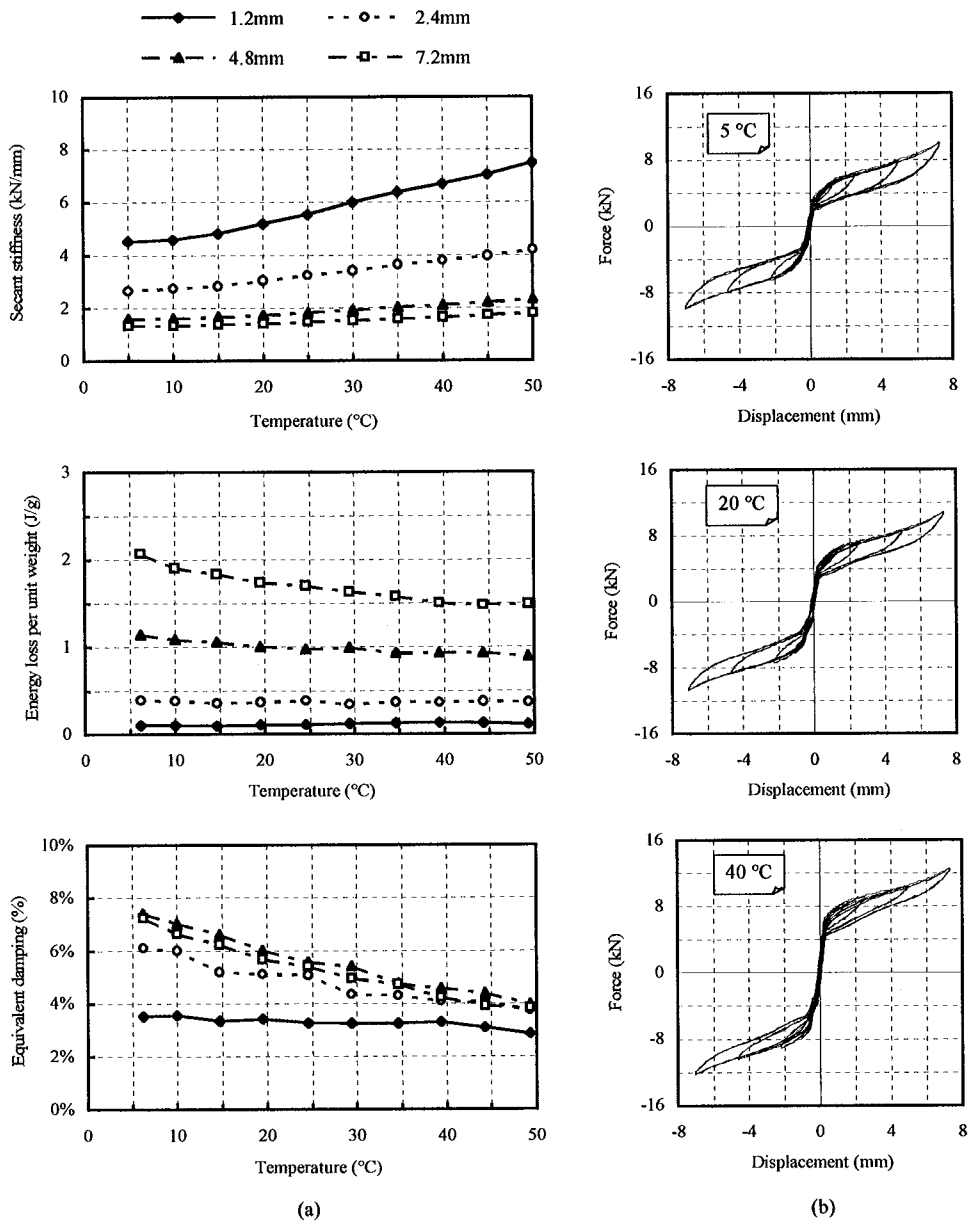 1.2mm 2.4mm
4.8mm 7.2mm
10
8
6
4
2
0
Secant stiffness (kN/mm)
0 10 20 30 40 50
Temperature (°C)
16
8
0
-8
-16
Force (kN)
5 °C
-8 -4 0 4 8
Displacement (mm)
3
2
1
0
Energy loss per unit weight (J/g)
0 10 20 30 40 50
Temperature (°C)
16
8
0
-8
-16
Force (kN)
20 °C
-8 -4 0 4 8
Displacement (mm)
10%
8%
6%
4%
2%
0%
Equivalent damping (%)
0 10 20 30 40 50
Temperature (°C)
(a)
16
8
0
-8
-16
Force (kN)
40 °C
-8 -4 0 4 8
Displacement (mm)
(b)